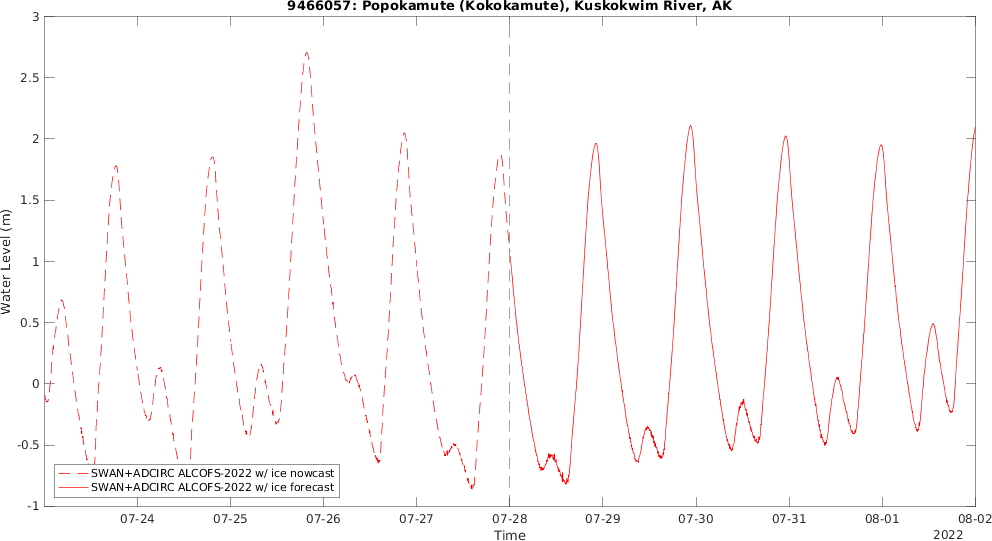 9466057: Popokamute (Kokokamute), Kuskokwim River, AK
Water Level (m)
3
2.5
2
1.5
1
0.5
0
-0.5
-1
SWAN+ADCIRC ALCOFS-2022 w/ ice nowcast
SWAN+ADCIRC ALCOFS-2022 w/ ice forecast
07-24 07-25 07-26 07-27 07-28 07-29 07-30 07-31 08-01 08-02
Time
2022